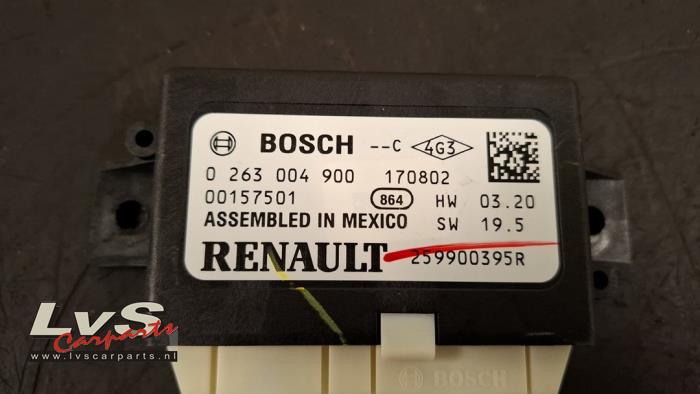 BOSCH --C 4G3
0 263 004 900 170802
00157501 864 HW 03.20
ASSEMBLED IN MEXICO SW 19.5
RENAULT 259900395R
LvS
Carparts
www.lvscarparts.nl
BOSCH